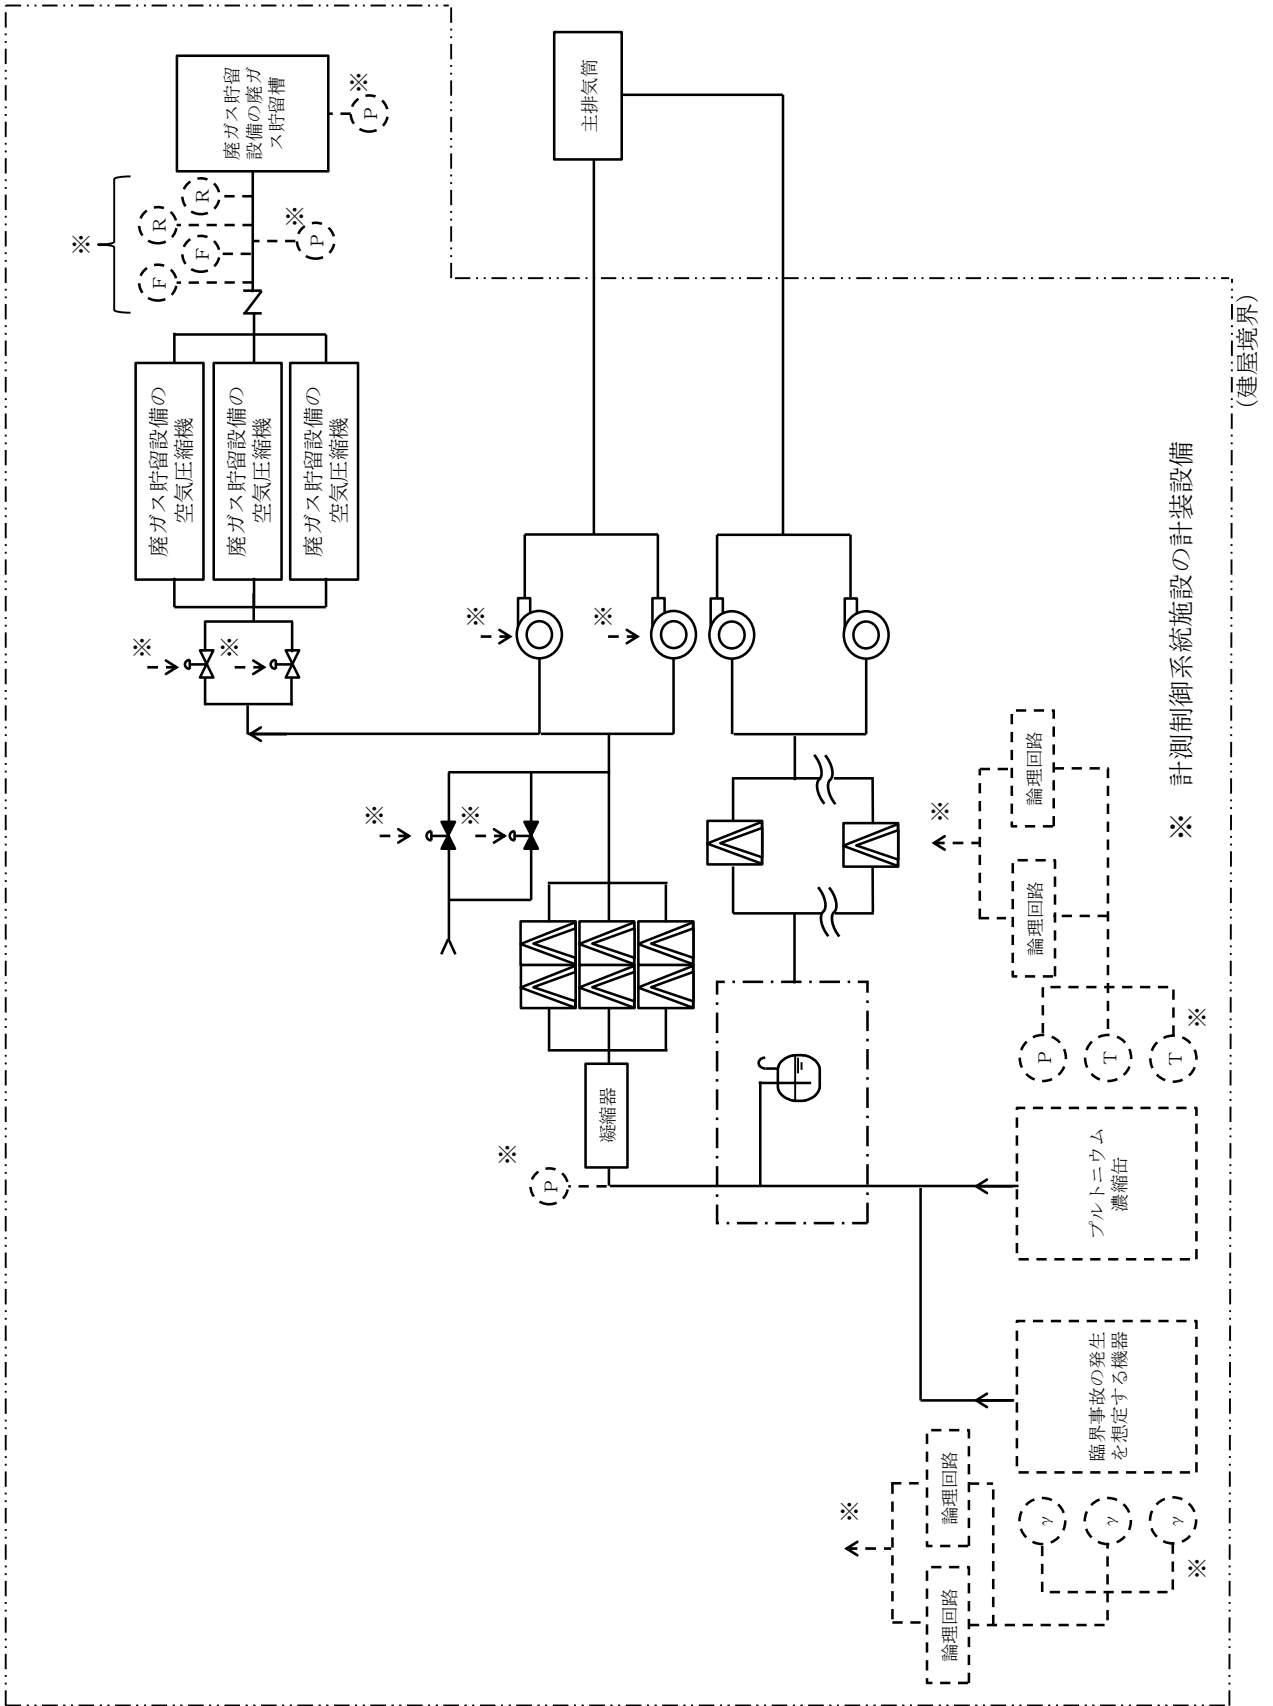 廃ガス貯留
設備の廃ガ
ス貯留槽
※
P
※
R
R
F
F
※
P
廃ガス貯留設備の
空気圧縮機
廃ガス貯留設備の
空気圧縮機
廃ガス貯留設備の
空気圧縮機
※
※
主排気筒
※
※
※
※
凝縮器
※
P
論理回路
論理回路
※
P
T
T
※
プルトニウム
濃縮缶
臨界事故の発生
を想定する機器
論理回路
論理回路
※
γ
γ
γ
※
※ 計測制御系統施設の計装設備
(建屋境界)